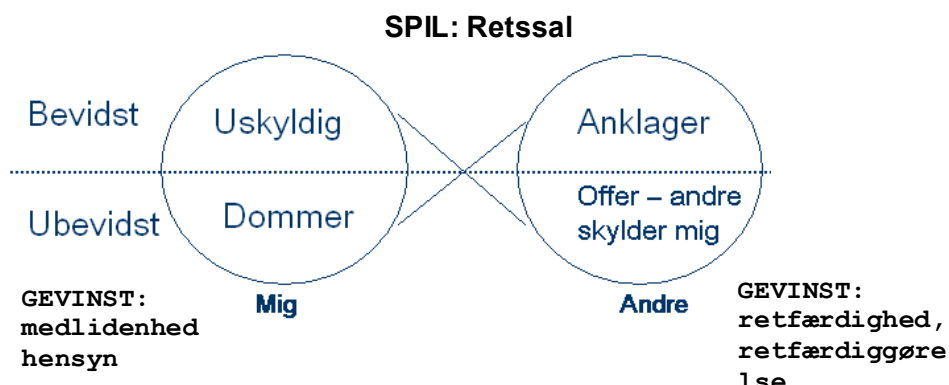 SPIL: Retssal
Bevidst
Uskyldig
Anklager
Ubevidst
Dommer
Offer – andre
skylder mig
Mig
Andre
GEVINST:
medlidenhed
hensyn
GEVINST:
retfærdighed,
retfærdiggøre
lse